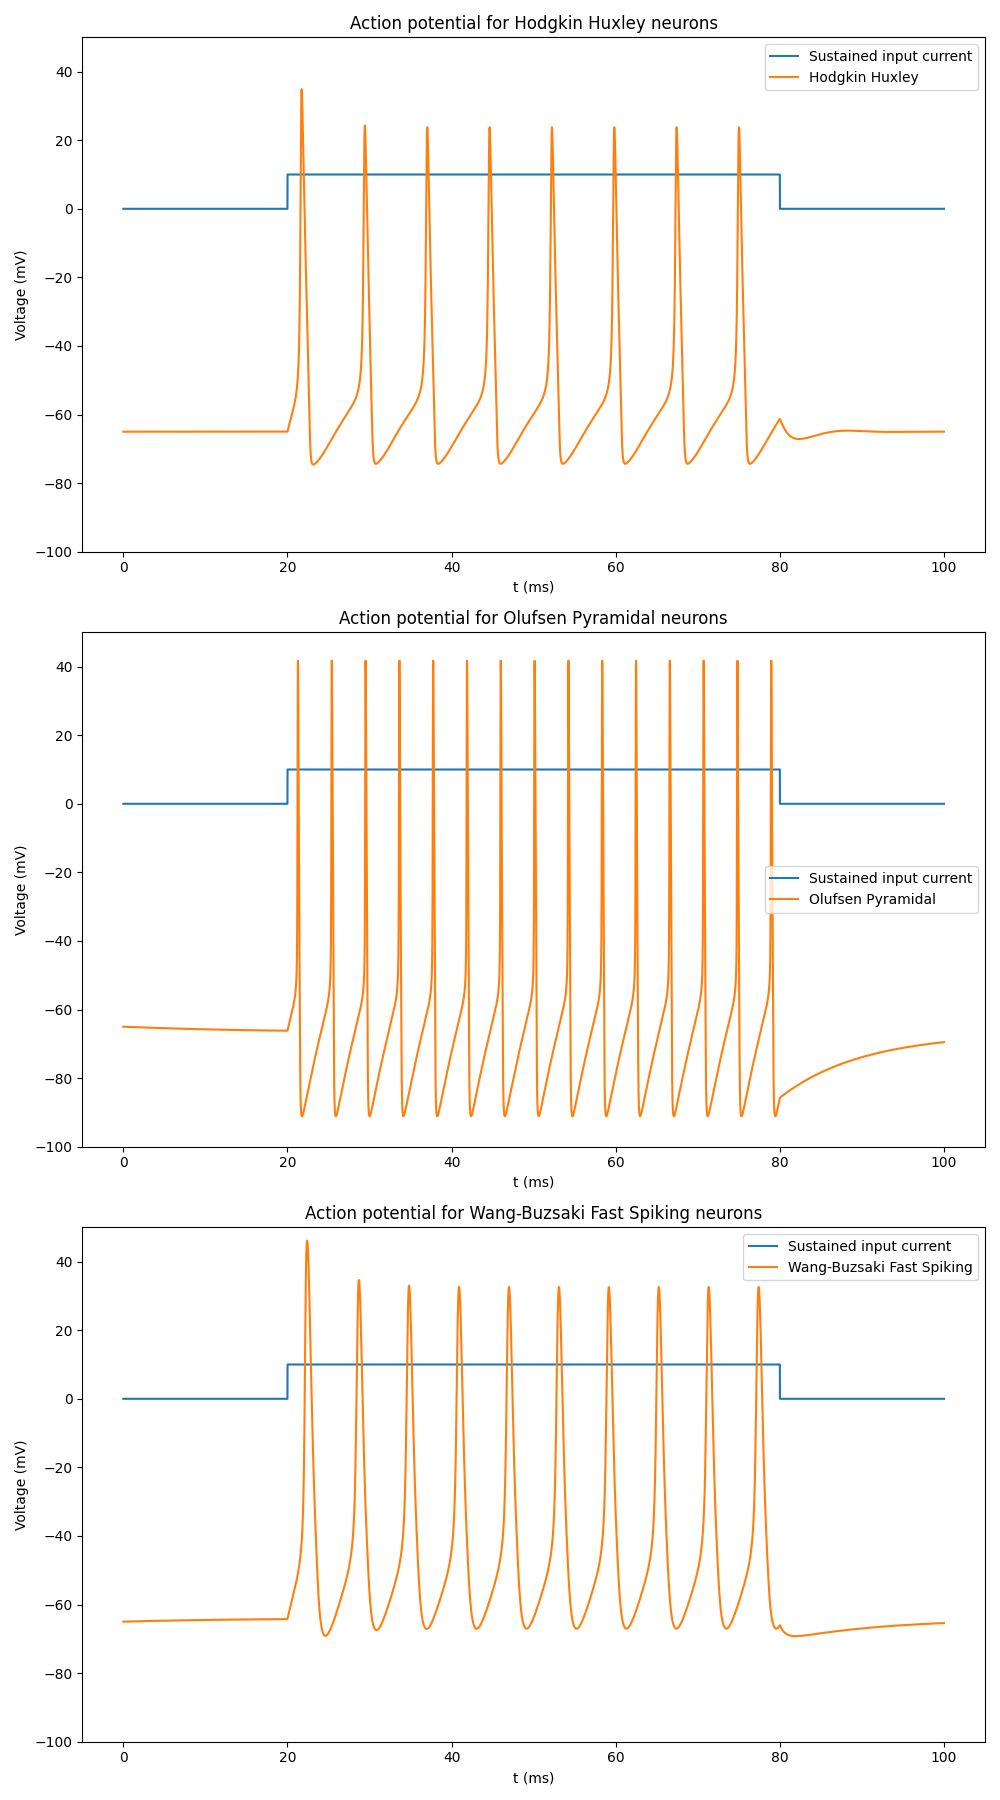 Action potential for Hodgkin Huxley neurons
Sustained input current
Hodgkin Huxley
40
20
0
−20
−40
−60
−80
−100
Voltage (mV)
0 20 40 60 80 100
t (ms)
Action potential for Olufsen Pyramidal neurons
40
20
0
−20
−40
−60
−80
−100
Voltage (mV)
Sustained input current
Olufsen Pyramidal
0 20 40 60 80 100
t (ms)
Action potential for Wang-Buzsaki Fast Spiking neurons
Sustained input current
Wang-Buzsaki Fast Spiking
40
20
0
−20
−40
−60
−80
−100
Voltage (mV)
0 20 40 60 80 100
t (ms)